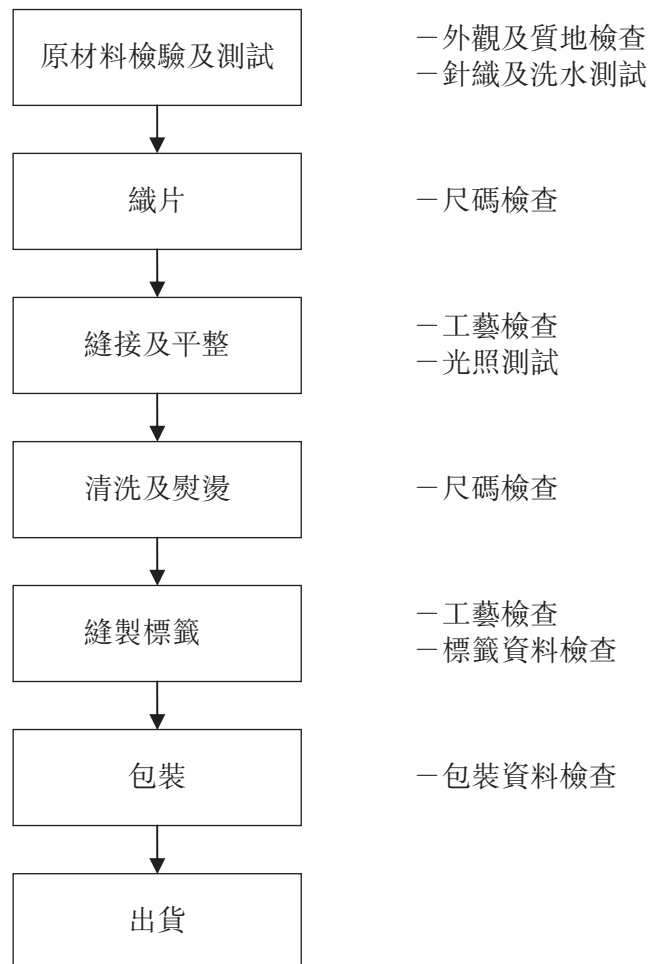 原材料檢驗及測試
－外觀及質地檢查
－針織及洗水測試
織片
－尺碼檢查
縫接及平整
－工藝檢查
－光照測試
清洗及熨燙
－尺碼檢查
縫製標籤
－工藝檢查
－標籤資料檢查
包裝
－包裝資料檢查
出貨